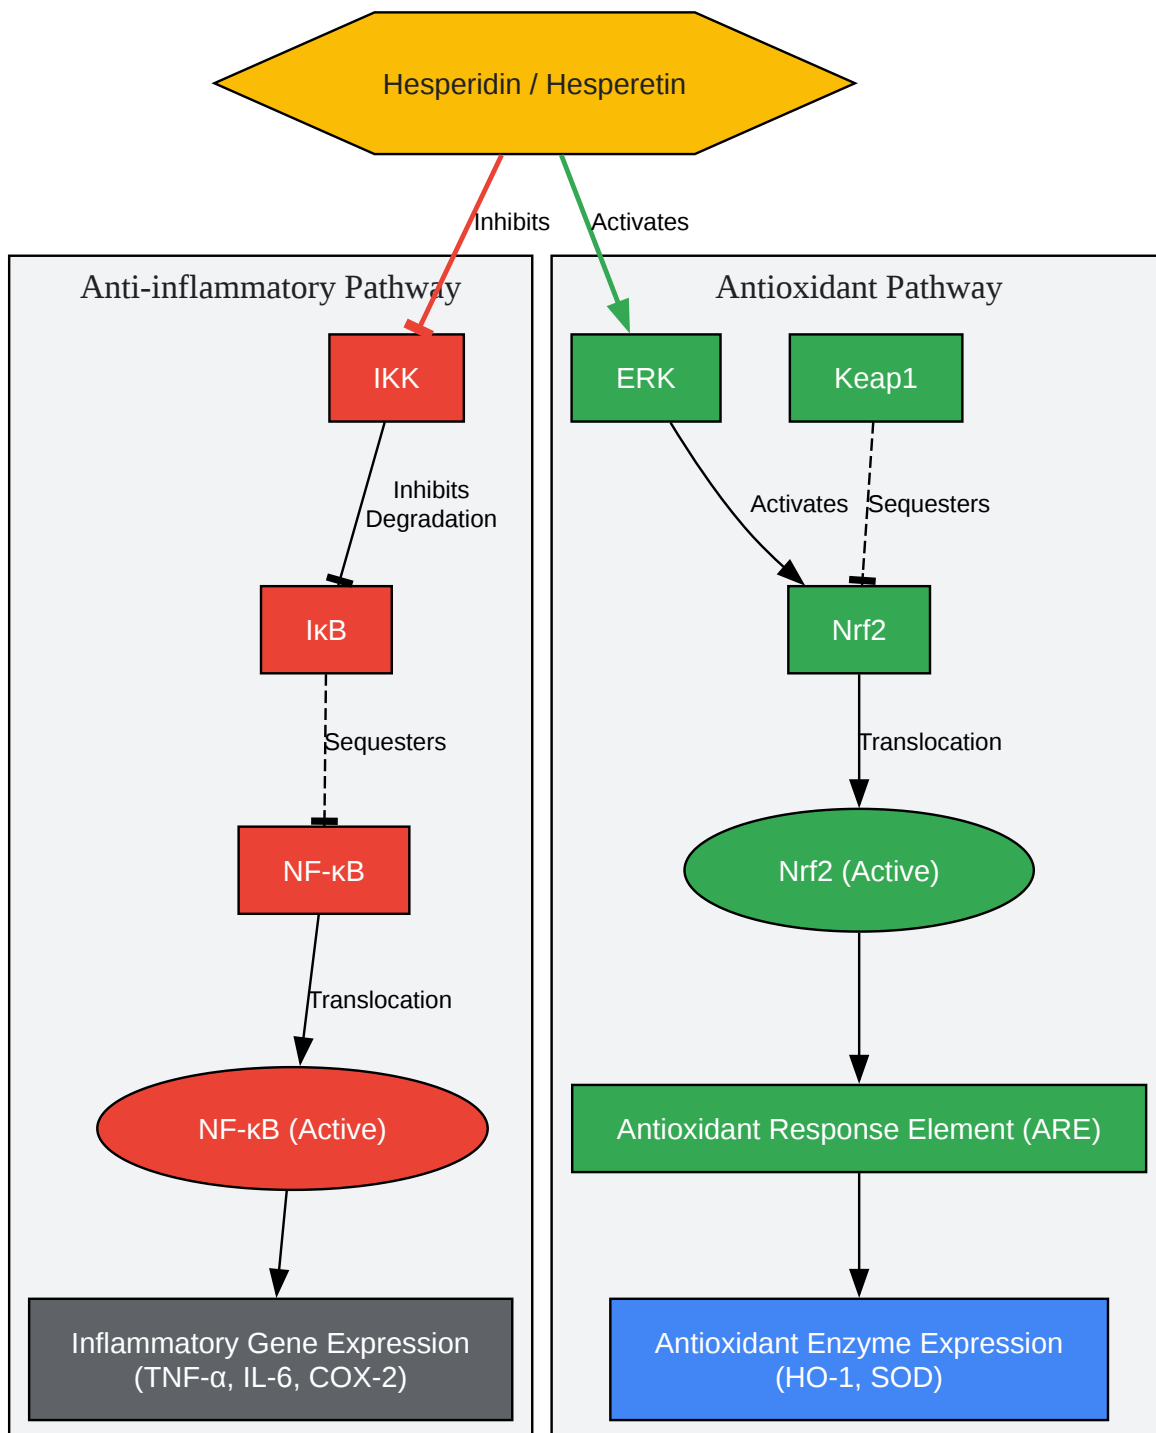 Hesperidin / Hesperetin
Inhibits
Activates
Anti-inflammatory Pathway
IKK
Inhibits
Degradation
IκB
Sequesters
NF-κB
Translocation
NF-κB (Active)
Inflammatory Gene Expression
(TNF-α, IL-6, COX-2)
Antioxidant Pathway
ERK
Keap1
Activates
Sequesters
Nrf2
Translocation
Nrf2 (Active)
Antioxidant Response Element (ARE)
Antioxidant Enzyme Expression
(HO-1, SOD)